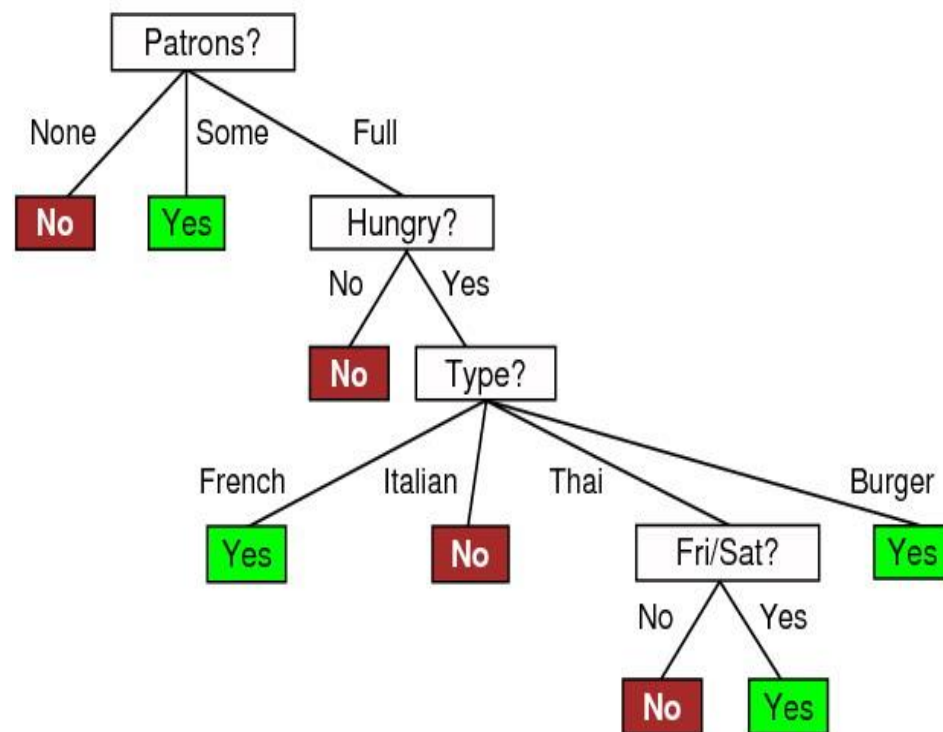 Patrons?
None Some Full
No Yes Hungry?
No Yes
No Type?
French Italian Thai Burger
Yes No Fri/Sat? Yes
No Yes
No Yes